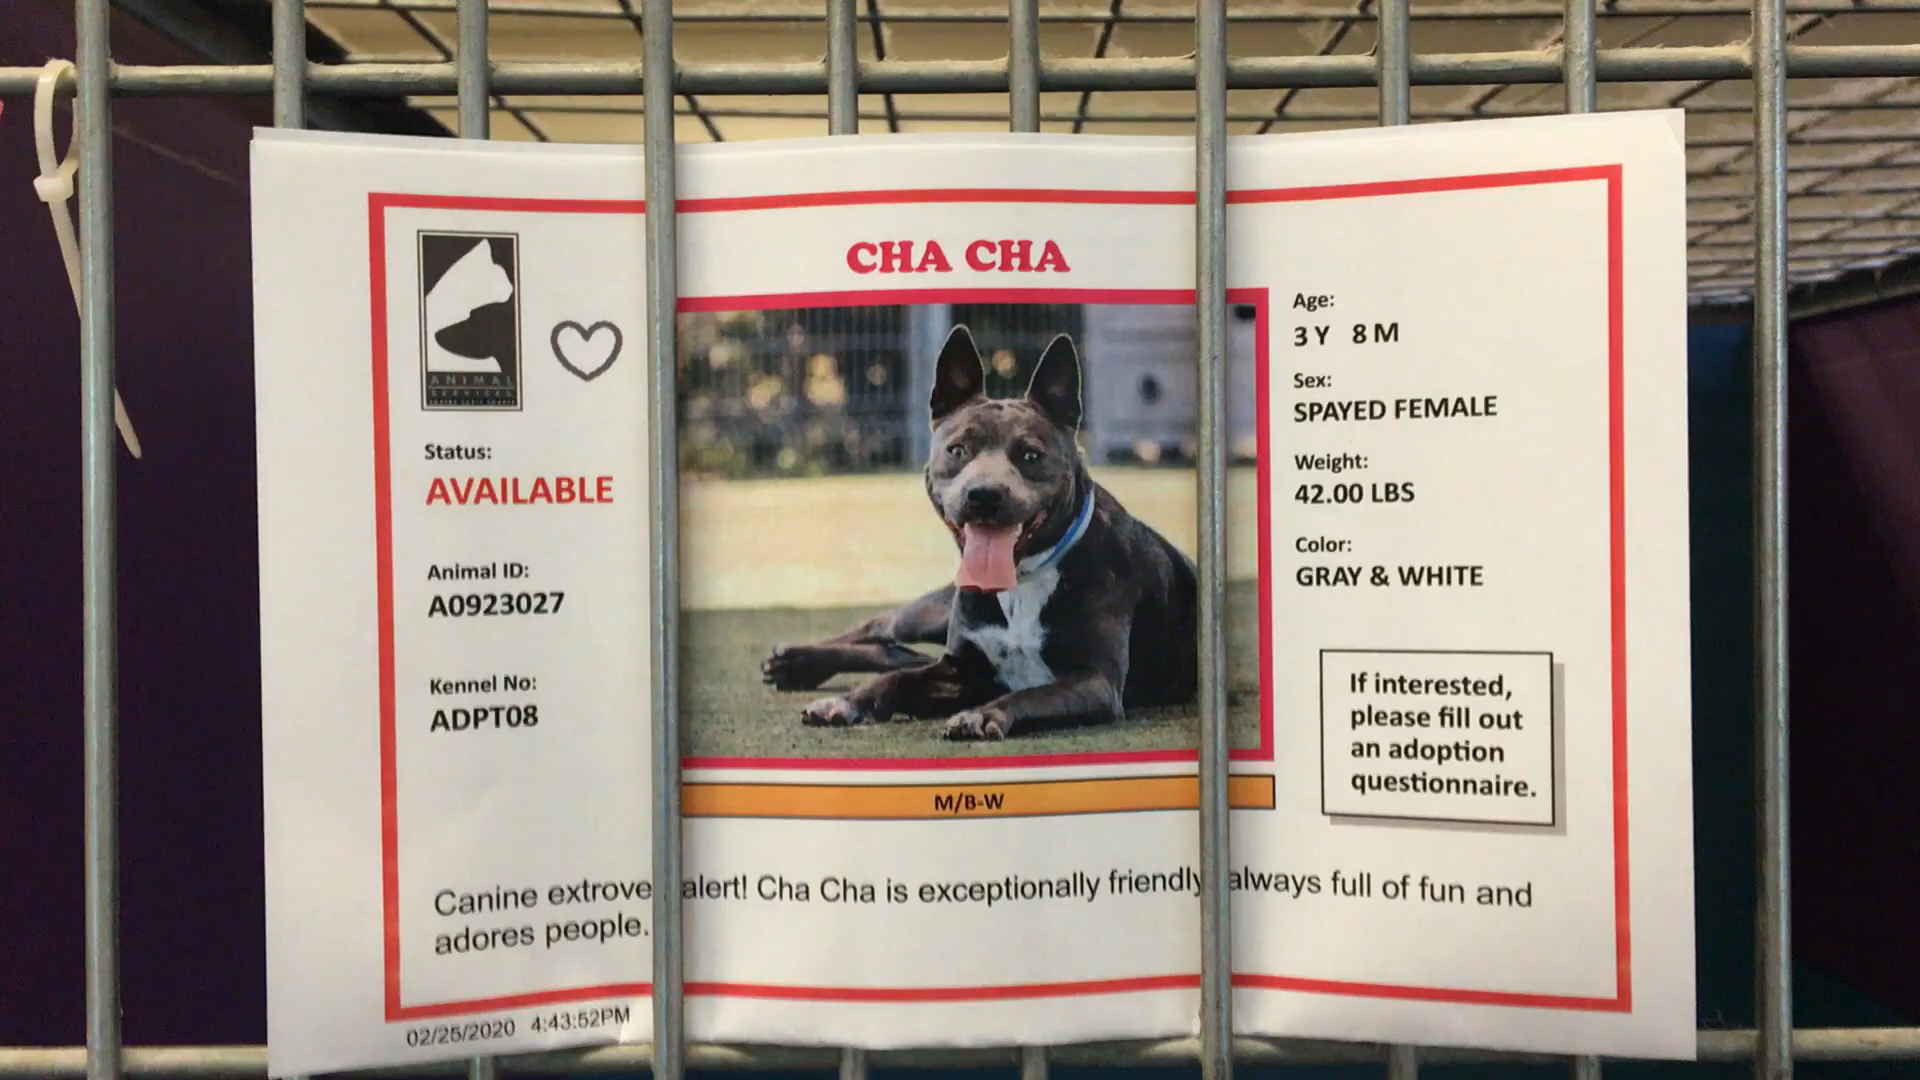 CHA CHA
ANIMAL
SERVICES
Status:
AVAILABLE
Animal ID:
A0923027
Kennel No:
ADPT08
Age:
3 Y 8 M
Sex:
SPAYED FEMALE
Weight:
42.00 LBS
Color:
GRAY & WHITE
If interested,
please fill out
an adoption
questionnaire.
M/B-W
Canine extrove alert! Cha Cha is exceptionally friendly always full of fun and
adores people.
02/25/2020 4:43:52PM